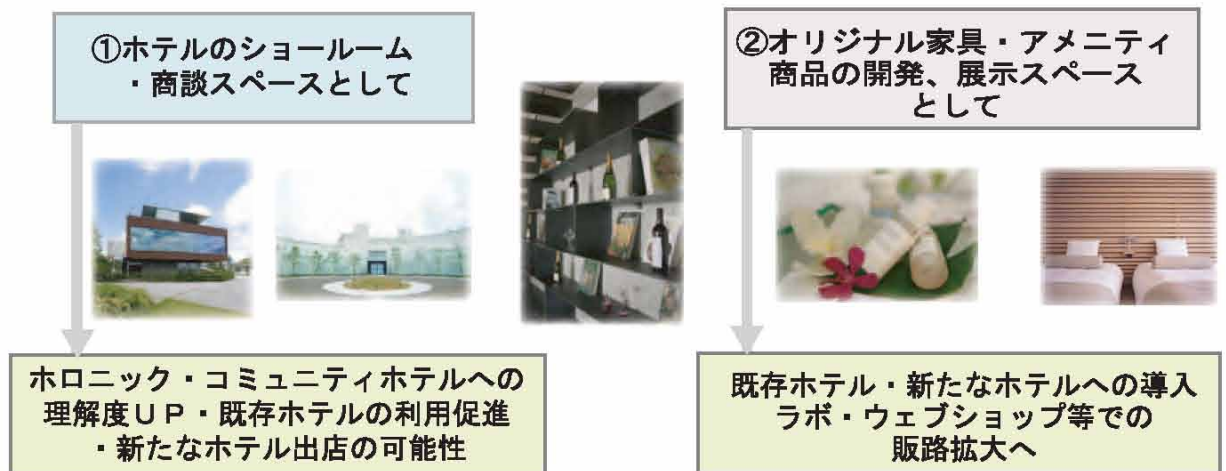 ①ホテルのショールーム
・商談スペースとして
②オリジナル家具・アメニティ
商品の開発、展示スペース
として
ホロニック・コミュニティホテルへの
理解度ＵＰ・既存ホテルの利用促進
・新たなホテル出店の可能性
既存ホテル・新たなホテルへの導入
ラボ・ウェブショップ等での
販路拡大へ